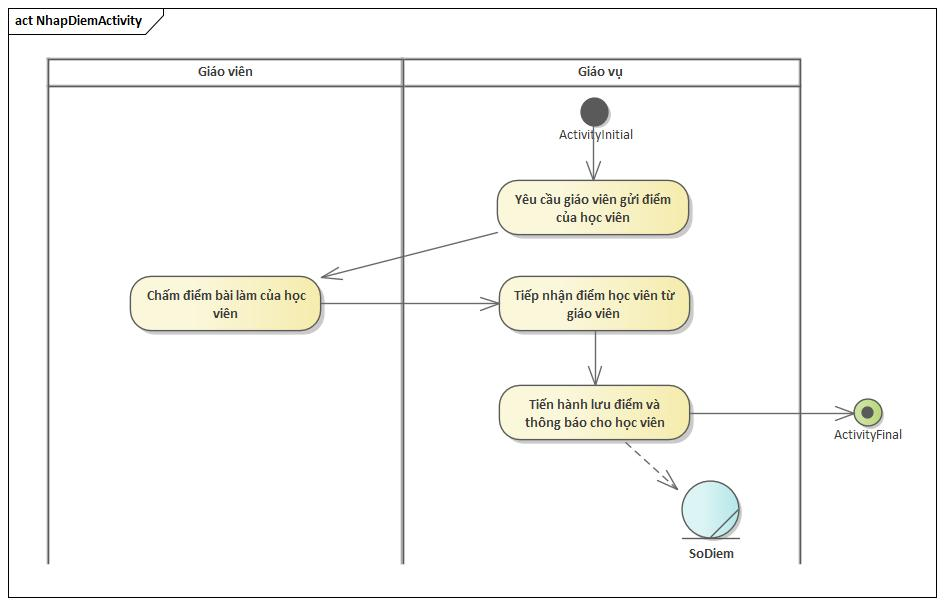 act NhapDiemActivity
Giáo viên
Giáo vụ
ActivityInitial
Yêu cầu giáo viên gửi điểm
của học viên
Chấm điểm bài làm của học
viên
Tiếp nhận điểm học viên từ
giáo viên
Tiến hành lưu điểm và
thông báo cho học viên
ActivityFinal
SoDiem